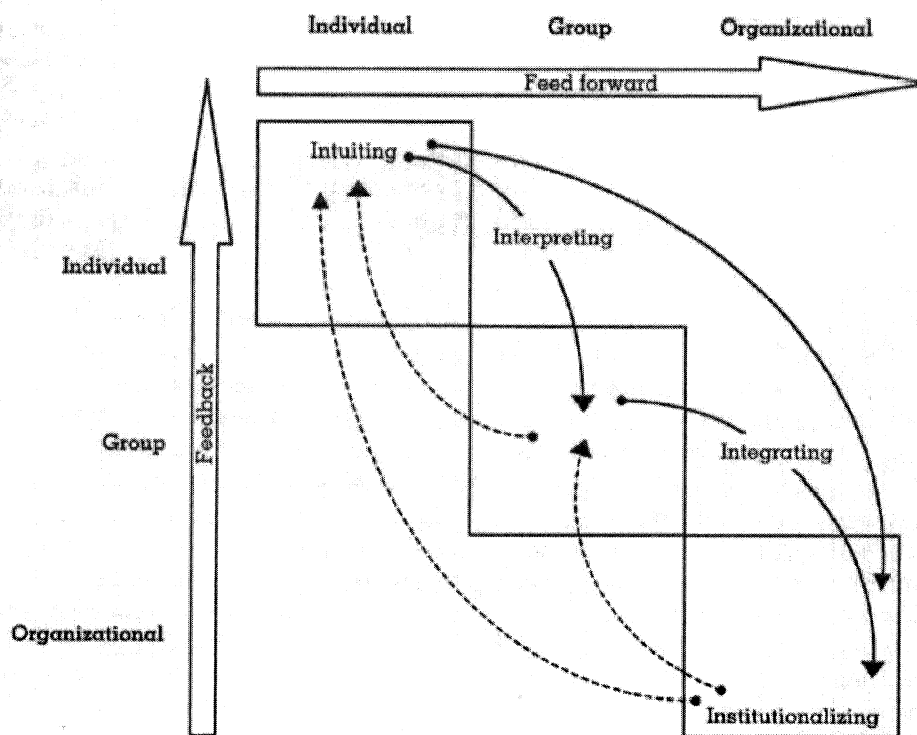 Individual
Group
Organizational
Feed forward
Intuiting
Interpreting
Individual
Feedback
Group
Integrating
Organizational
Institutionalizing